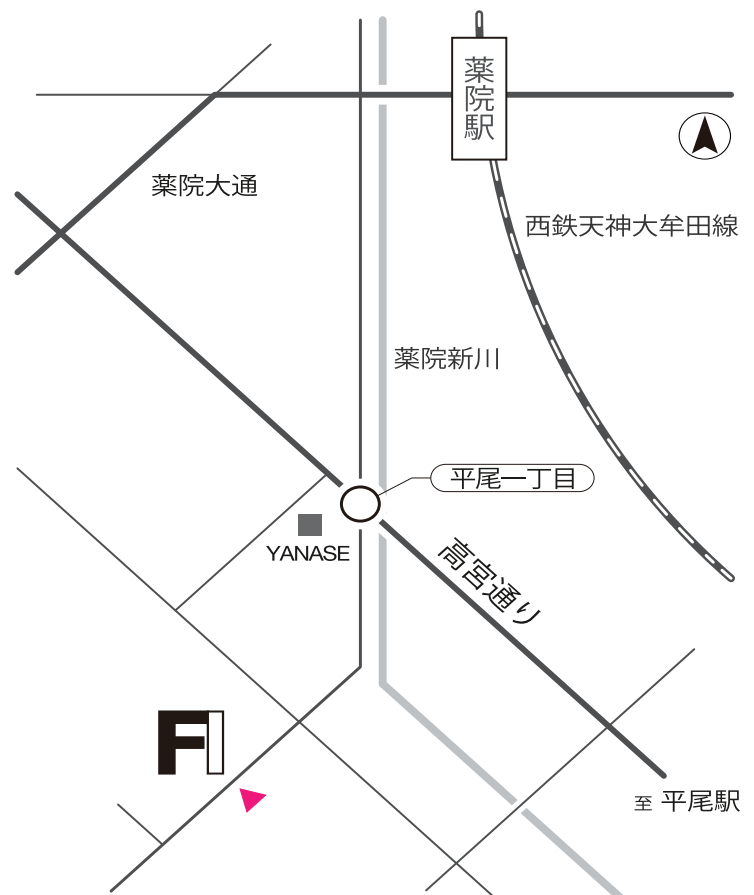 薬院駅
薬院大通
西鉄天神大牟田線
薬院新川
平尾一丁目
YANASE
高宮通り
FI
至 平尾駅